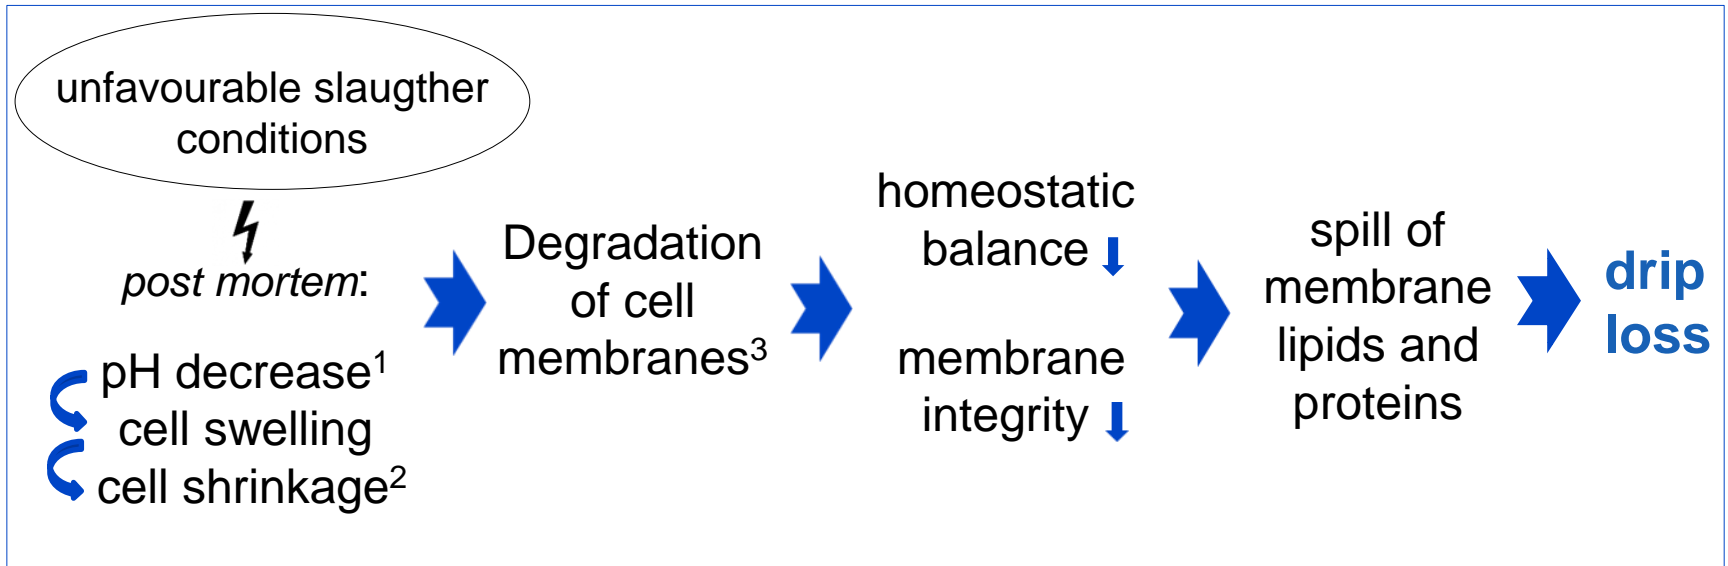 unfavourable slaugther
conditions
post mortem:
pH decrease¹
cell swelling
cell shrinkage²
Degradation
of cell
membranes³
homeostatic
balance
membrane
integrity
spill of
membrane
lipids and
proteins
drip
loss